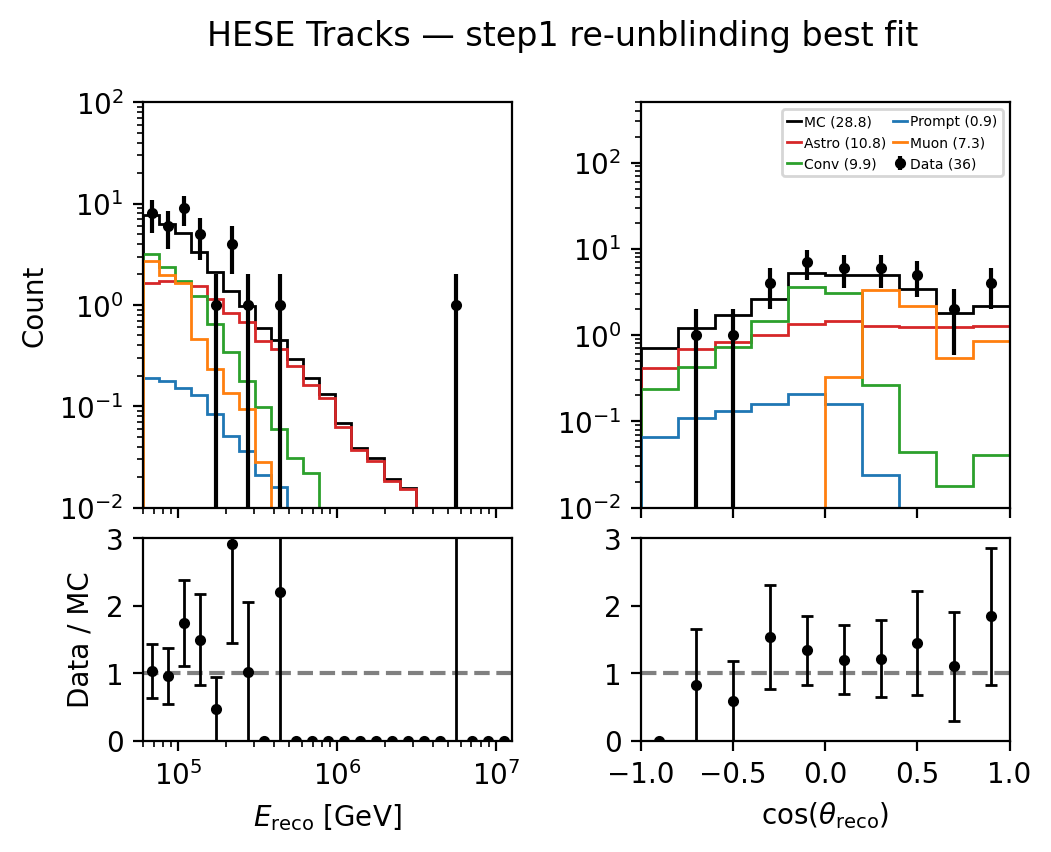 HESE Tracks — step1 re-unblinding best fit
Count
10²
10¹
10⁰
10⁻¹
10⁻²
10²
10¹
10⁰
10⁻¹
10⁻²
MC (28.8)
Astro (10.8)
Conv (9.9)
Prompt (0.9)
Muon (7.3)
Data (36)
Data / MC
3
2
1
0
10⁵
10⁶
10⁷
E_reco [GeV]
3
2
1
0
−1.0
−0.5
0.0
0.5
1.0
cos(θ_reco)